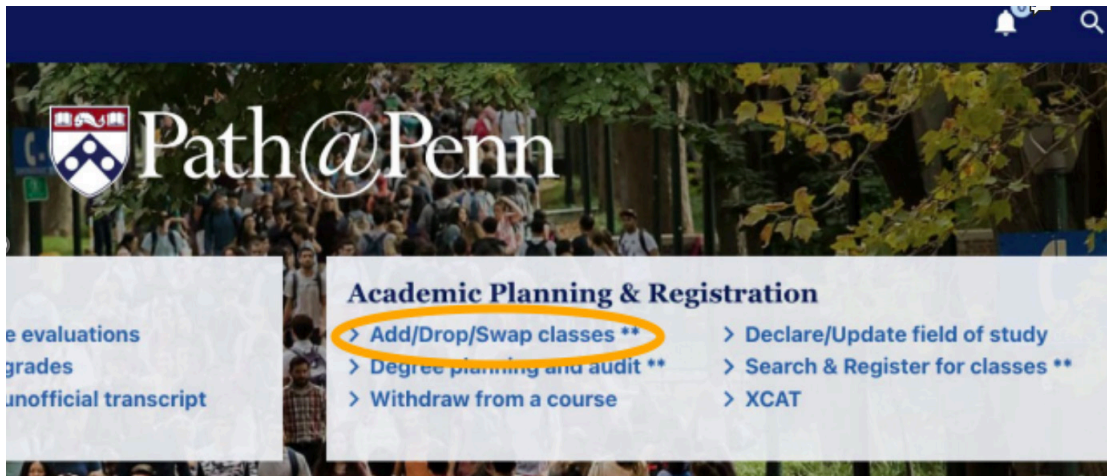 Path@Penn
e evaluations
grades
unofficial transcript
Academic Planning & Registration
> Add/Drop/Swap classes **
> Degree planning and audit **
> Withdraw from a course
> Declare/Update field of study
> Search & Register for classes **
> XCAT